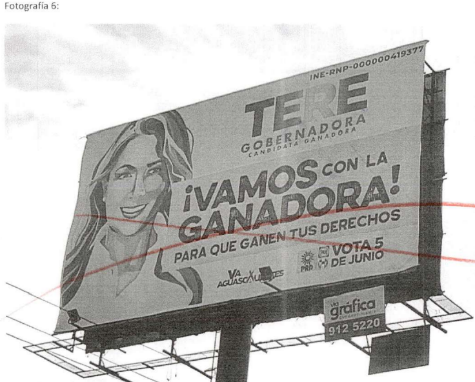 Fotografía 6:
INE-RNP-000000419377
TERE
GOBERNADORA
CANDIDATA GANADORA
¡VAMOS CON LA
GANADORA!
PARA QUE GANEN TUS DERECHOS
VA
AGUASCALIENTES
PRD
VOTA 5
DE JUNIO
vía
gráfica
912 5220